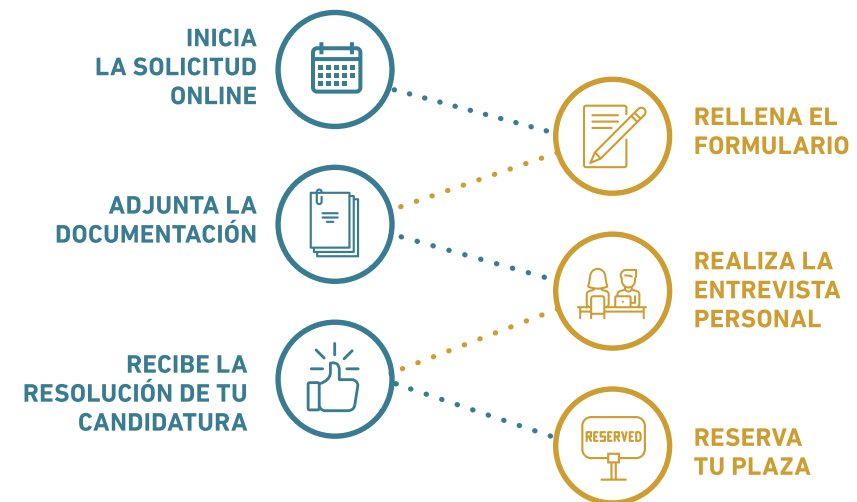 INICIA
LA SOLICITUD
ONLINE
RELLENA EL
FORMULARIO
ADJUNTA LA
DOCUMENTACIÓN
REALIZA LA
ENTREVISTA
PERSONAL
RECIBE LA
RESOLUCIÓN DE TU
CANDIDATURA
RESERVED
RESERVA
TU PLAZA